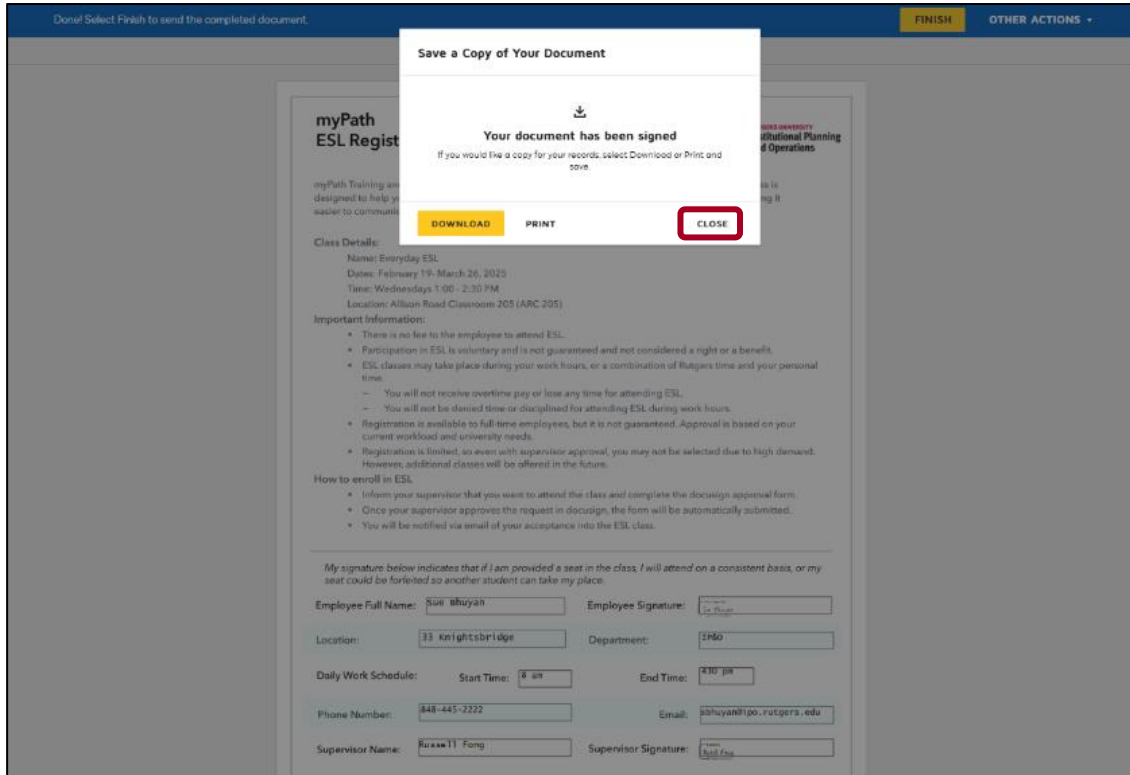 Done! Select Finish to send the completed document.
FINISH
OTHER ACTIONS
Save a Copy of Your Document
Your document has been signed
If you would like a copy for your records, select Download or Print and
save.
DOWNLOAD
PRINT
CLOSE
myPath
ESL Regist
UNIVERSITY
stitutional Planning
d Operations
myPath Training an
is
designed to help y
ng it
easier to communi
Class Details:
Name: Everyday ESL
Dates: February 19- March 26, 2025
Time: Wednesdays 1:00 - 2:30 PM
Location: Allison Road Classroom 205 (ARC 205)
Important Information:
• There is no fee to the employee to attend ESL.
• Participation in ESL is voluntary and is not guaranteed and not considered a right or a benefit.
• ESL classes may take place during your work hours, or a combination of Rutgers time and your personal
time.
– You will not receive overtime pay or lose any time for attending ESL.
– You will not be denied time or disciplined for attending ESL during work hours.
• Registration is available to full-time employees, but it is not guaranteed. Approval is based on your
current workload and university needs.
• Registration is limited, so even with supervisor approval, you may not be selected due to high demand.
However, additional classes will be offered in the future.
How to enroll in ESL
• Inform your supervisor that you want to attend the class and complete the docusign approval form.
• Once your supervisor approves the request in docusign, the form will be automatically submitted.
• You will be notified via email of your acceptance into the ESL class.
My signature below indicates that if I am provided a seat in the class, I will attend on a consistent basis, or my
seat could be forfeited so another student can take my place.
Employee Full Name: Sue Bhuyan
Employee Signature:
Location: 33 Knightsbridge
Department: IP&O
Daily Work Schedule: Start Time: 8 am
End Time: 430 pm
Phone Number: 848-445-2222
Email: sbhuyan@ipo.rutgers.edu
Supervisor Name: Russell Fong
Supervisor Signature: